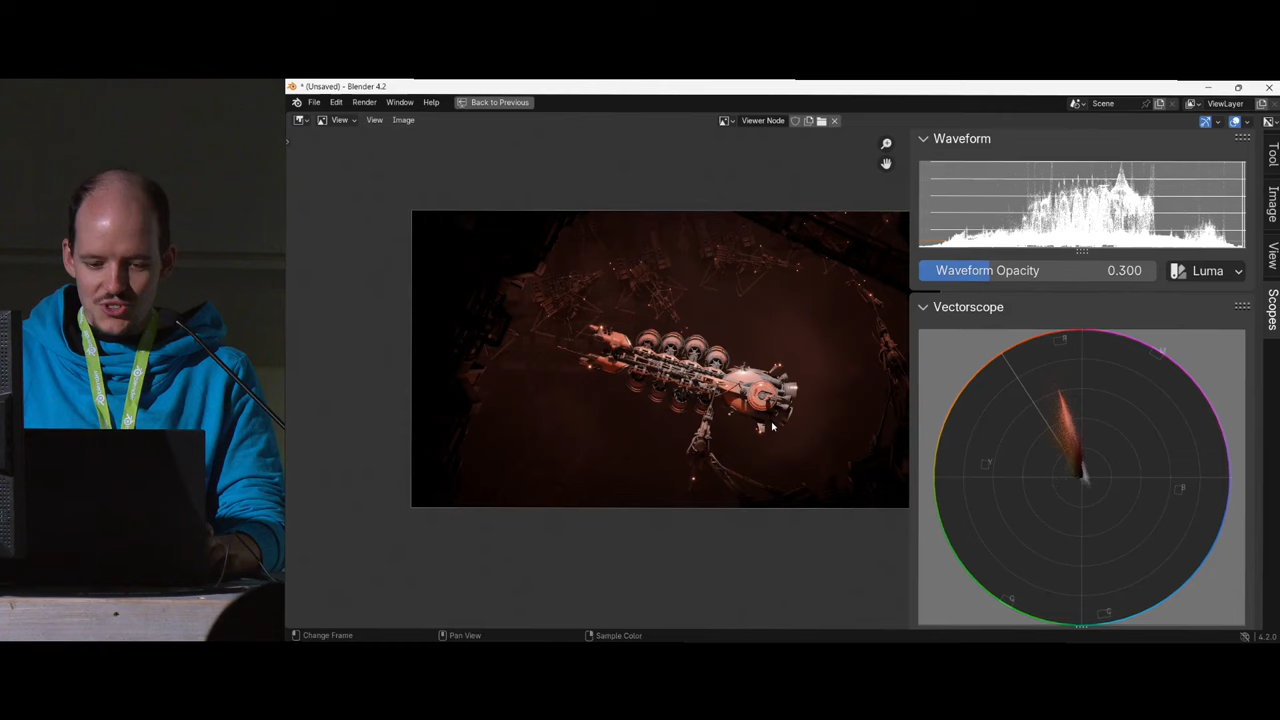 * (Unsaved) - Blender 4.2
File Edit Render Window Help Back to Previous Scene ViewLayer
View View Image Viewer Node
Waveform
Waveform Opacity 0.300 Luma
Vectorscope
R
M
Y
B
G
C
Tool
Image
View
Scopes
Change Frame Pan View Sample Color 4.2.0